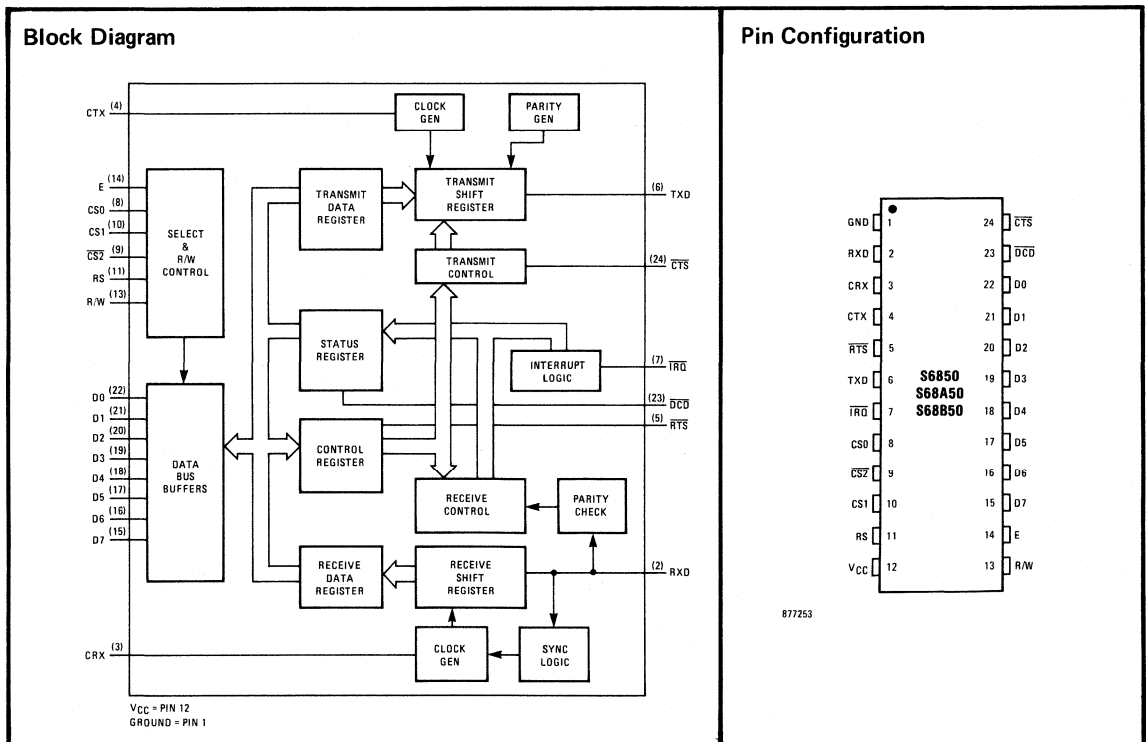 Block Diagram
CTX (4)
CLOCK
GEN
PARITY
GEN
E (14)
CS0 (8)
CS1 (10)
CS2 (9)
RS (11)
R/W (13)
SELECT
&
R/W
CONTROL
TRANSMIT
DATA
REGISTER
TRANSMIT
SHIFT
REGISTER
(6) TXD
TRANSMIT
CONTROL
(24) CTS
STATUS
REGISTER
INTERRUPT
LOGIC
(7) IRQ
(23) DCD
(5) RTS
D0 (22)
D1 (21)
D2 (20)
D3 (19)
D4 (18)
D5 (17)
D6 (16)
D7 (15)
DATA
BUS
BUFFERS
CONTROL
REGISTER
RECEIVE
CONTROL
PARITY
CHECK
RECEIVE
DATA
REGISTER
RECEIVE
SHIFT
REGISTER
(2) RXD
CRX (3)
CLOCK
GEN
SYNC
LOGIC
VCC = PIN 12
GROUND = PIN 1
Pin Configuration
GND 1 24 CTS
RXD 2 23 DCD
CRX 3 22 D0
CTX 4 21 D1
RTS 5 20 D2
TXD 6 19 D3
IRQ 7 18 D4
CS0 8 17 D5
CS2 9 16 D6
CS1 10 15 D7
RS 11 14 E
VCC 12 13 R/W
S6850
S68A50
S68B50
877253